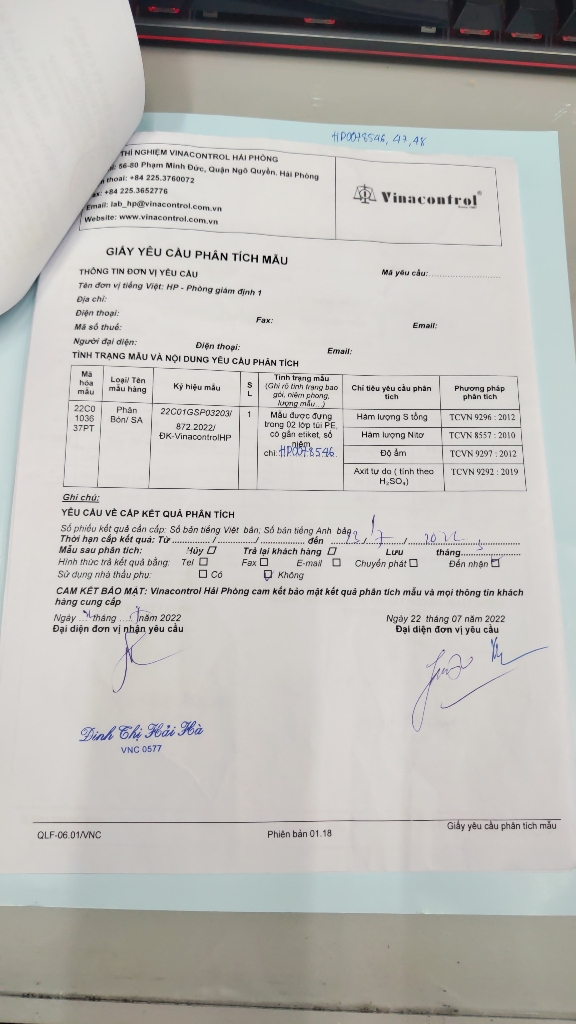 HP0078546, 47, 48
THÍ NGHIỆM VINACONTROL HẢI PHÒNG
56-80 Phạm Minh Đức, Quận Ngô Quyền, Hải Phòng
thoại: +84 225.3760072
+84 225.3652776
Email: lab_hp@vinacontrol.com.vn
Website: www.vinacontrol.com.vn
Vinacontrol®
GIẤY YÊU CẦU PHÂN TÍCH MẪU
THÔNG TIN ĐƠN VỊ YÊU CẦU
Mã yêu cầu:
Tên đơn vị tiếng Việt: HP - Phòng giám định 1
Địa chỉ:
Điện thoại: Fax: Email:
Mã số thuế:
Người đại diện: Điện thoại: Email:
TÌNH TRẠNG MẪU VÀ NỘI DUNG YÊU CẦU PHÂN TÍCH
Mã hóa mẫu
Loại/ Tên mẫu hàng
Ký hiệu mẫu
SL
Tình trạng mẫu
(Ghi rõ tình trạng bao gói, niêm phong, lượng mẫu…)
Chỉ tiêu yêu cầu phân tích
Phương pháp phân tích
22C0
1036
37PT
Phân
Bón/ SA
22C01GSP03203/
872.2022/
ĐK-VinacontrolHP
1
Mẫu được đựng
trong 02 lớp túi PE,
có gắn etiket, số
niêm
chì: HP0078546.
Hàm lượng S tổng TCVN 9296 : 2012
Hàm lượng Nitơ TCVN 8557 : 2010
Độ ẩm TCVN 9297 : 2012
Axit tự do ( tính theo H₂SO₄) TCVN 9292 : 2019
Ghi chú:
YÊU CẦU VỀ CẤP KẾT QUẢ PHÂN TÍCH
Số phiếu kết quả cần cấp: Số bản tiếng Việt bản; Số bản tiếng Anh bản
Thời hạn cấp kết quả: Từ ............ / ............ / ............ đến / 7 / 2022
Mẫu sau phân tích: Hủy ☐ Trả lại khách hàng ☐ Lưu tháng
Hình thức trả kết quả bằng: Tel ☐ Fax ☐ E-mail ☐ Chuyển phát ☐ Đến nhận ☐
Sử dụng nhà thầu phụ: ☐ Có ☐ Không
CAM KẾT BẢO MẬT: Vinacontrol Hải Phòng cam kết bảo mật kết quả phân tích mẫu và mọi thông tin khách
hàng cung cấp
Ngày tháng năm 2022
Đại diện đơn vị nhận yêu cầu
Ngày 22 tháng 07 năm 2022
Đại diện đơn vị yêu cầu
Đinh Thị Hải Hà
VNC 0577
QLF-06.01/VNC
Phiên bản 01.18
Giấy yêu cầu phân tích mẫu